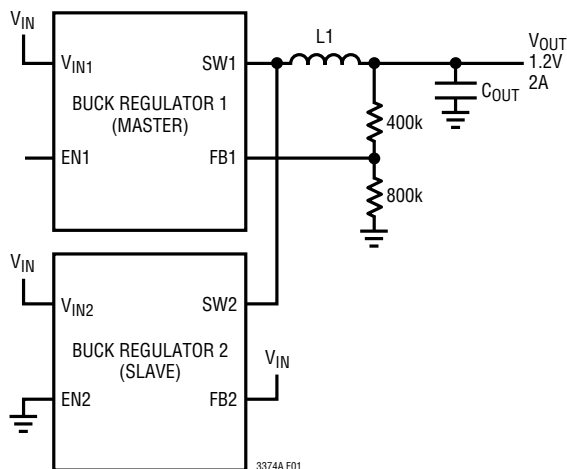 VIN
VIN1
SW1
L1
VOUT
1.2V
2A
COUT
BUCK REGULATOR 1
(MASTER)
400k
EN1
FB1
800k
VIN
VIN2
SW2
BUCK REGULATOR 2
(SLAVE)
VIN
EN2
FB2
3374A F01